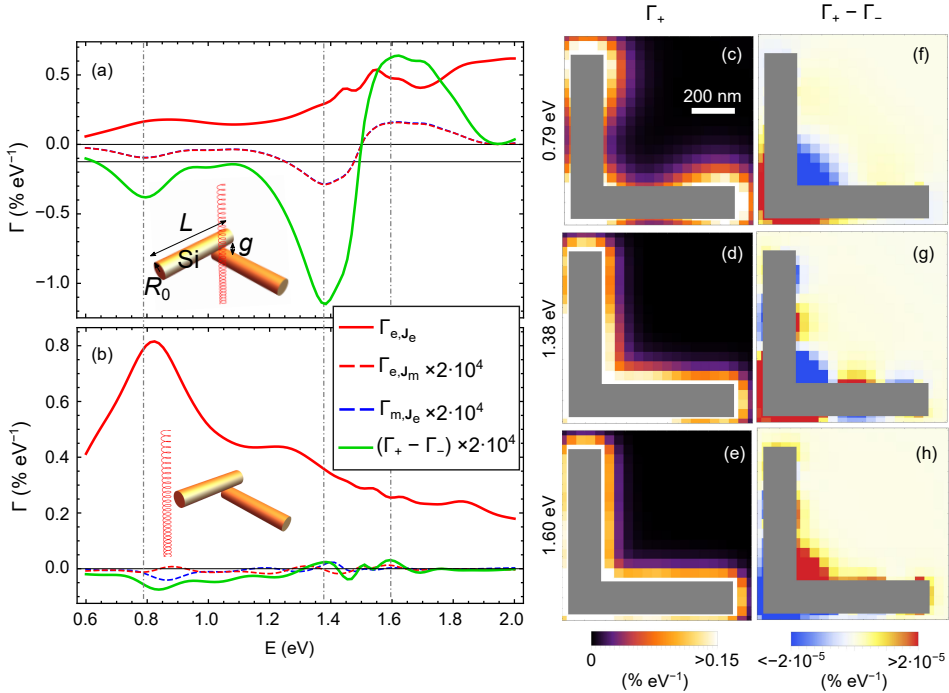 Γ₊
Γ₊ − Γ₋
(a)
0.5
0.0
−0.5
−1.0
Γ (% eV⁻¹)
L
g
Si
R₀
Γe,Jₑ
Γe,Jₘ ×2·10⁴
Γm,Jₑ ×2·10⁴
(Γ₊ − Γ₋) ×2·10⁴
(b)
0.8
0.6
0.4
0.2
0.0
Γ (% eV⁻¹)
0.6 0.8 1.0 1.2 1.4 1.6 1.8 2.0
E (eV)
0.79 eV
(c)
200 nm
(f)
1.38 eV
(d)
(g)
1.60 eV
(e)
(h)
0 >0.15
(% eV⁻¹)
<−2·10⁻⁵ >2·10⁻⁵
(% eV⁻¹)